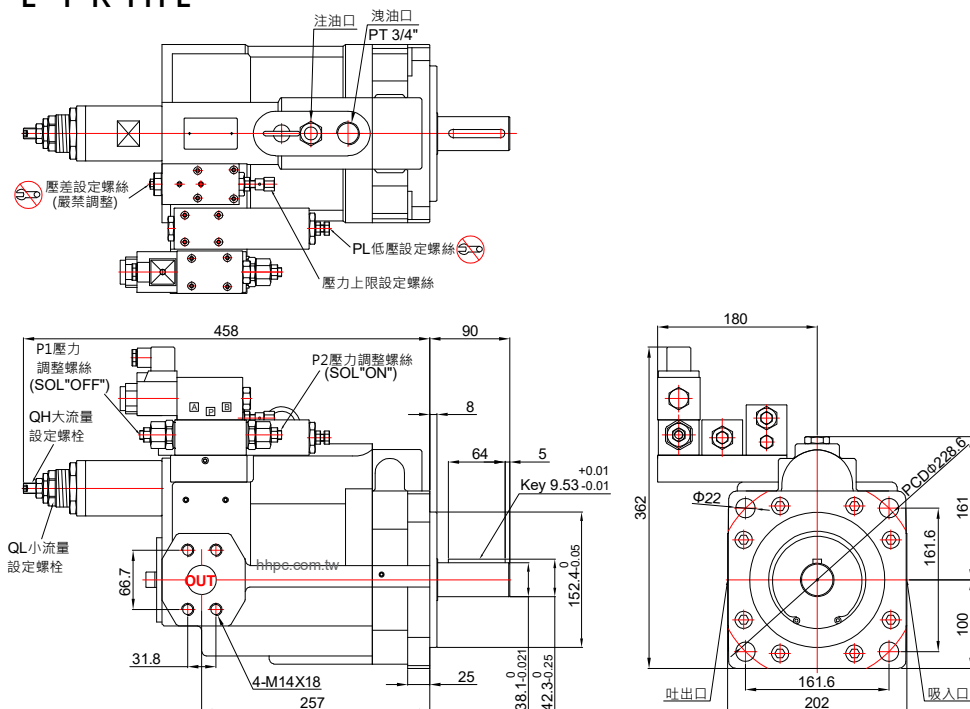 注油口
洩油口
PT 3/4"
壓差設定螺絲
(嚴禁調整)
PL低壓設定螺絲
壓力上限設定螺絲
458
90
180
P1壓力
調整螺絲
(SOL"OFF")
P2壓力調整螺絲
(SOL"ON")
QH大流量
設定螺栓
QL小流量
設定螺栓
A
P
B
8
64
5
Key 9.53
+0.01
-0.01
hhpc.com.tw
OUT
66.7
31.8
4-M14X18
257
25
0
38.1-0.021
0
42.3-0.25
0
152.4-0.05
362
Φ22
PCDΦ228.6
161
161.6
100
吐出口
161.6
吸入口
202